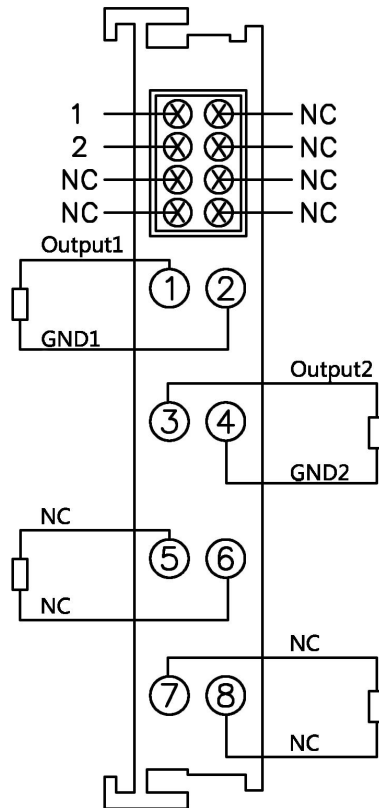 1 NC
2 NC
NC NC
NC NC
Output1
1 2
GND1
Output2
3 4
GND2
NC
5 6
NC
NC
7 8
NC